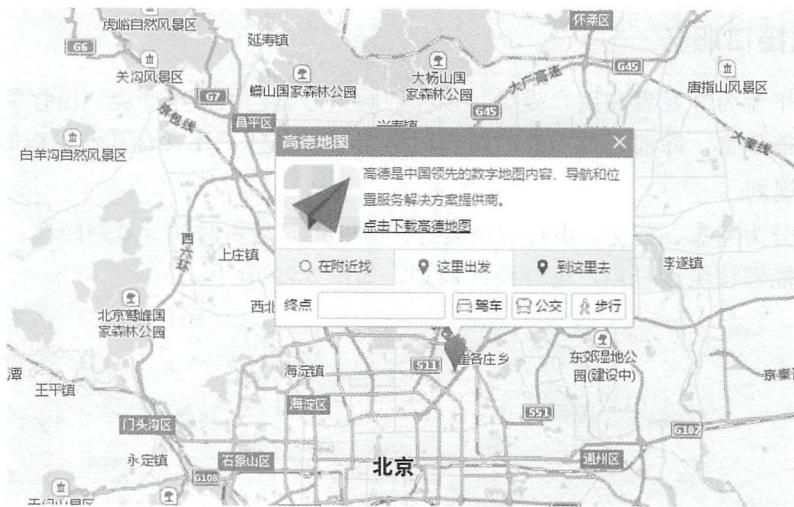 虎峪自然风景区
怀柔区
延寿镇
G6
关沟风景区
大杨山国
家森林公园
G45
大广高速
唐指山风景区
G7
蟒山国家森林公园
G45
京包线
昌平区
兴寿镇
大秦线
白羊沟自然风景区
高德地图
高德是中国领先的数字地图内容、导航和位
置服务解决方案提供商。
点击下载高德地图
西六环
上庄镇
在附近找
这里出发
到这里去
李遂镇
北京鹫峰国
家森林公园
西北
终点
驾车
公交
步行
崔各庄乡
东郊湿地公
园(建设中)
S11
海淀镇
潭
王平镇
京秦
海淀区
S51
门头沟区
G102
永定镇
石景山区
北京
通州区
G108